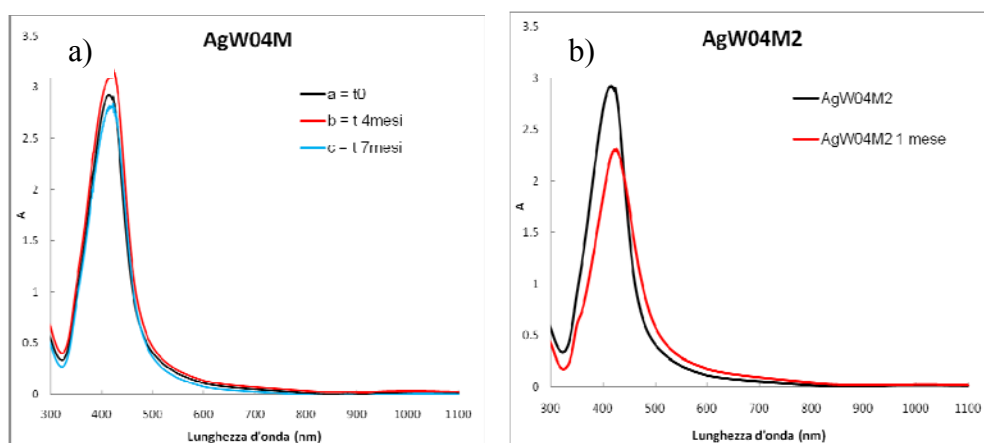 a)
AgW04M
a = t0
b = t 4mesi
c = t 7mesi
A
3.5
3
2.5
2
1.5
1
0.5
0
300 400 500 600 700 800 900 1000 1100
Lunghezza d'onda (nm)
b)
AgW04M2
AgW04M2
AgW04M2 1 mese
A
3.5
3
2.5
2
1.5
1
0.5
0
300 400 500 600 700 800 900 1000 1100
Lunghezza d'onda (nm)